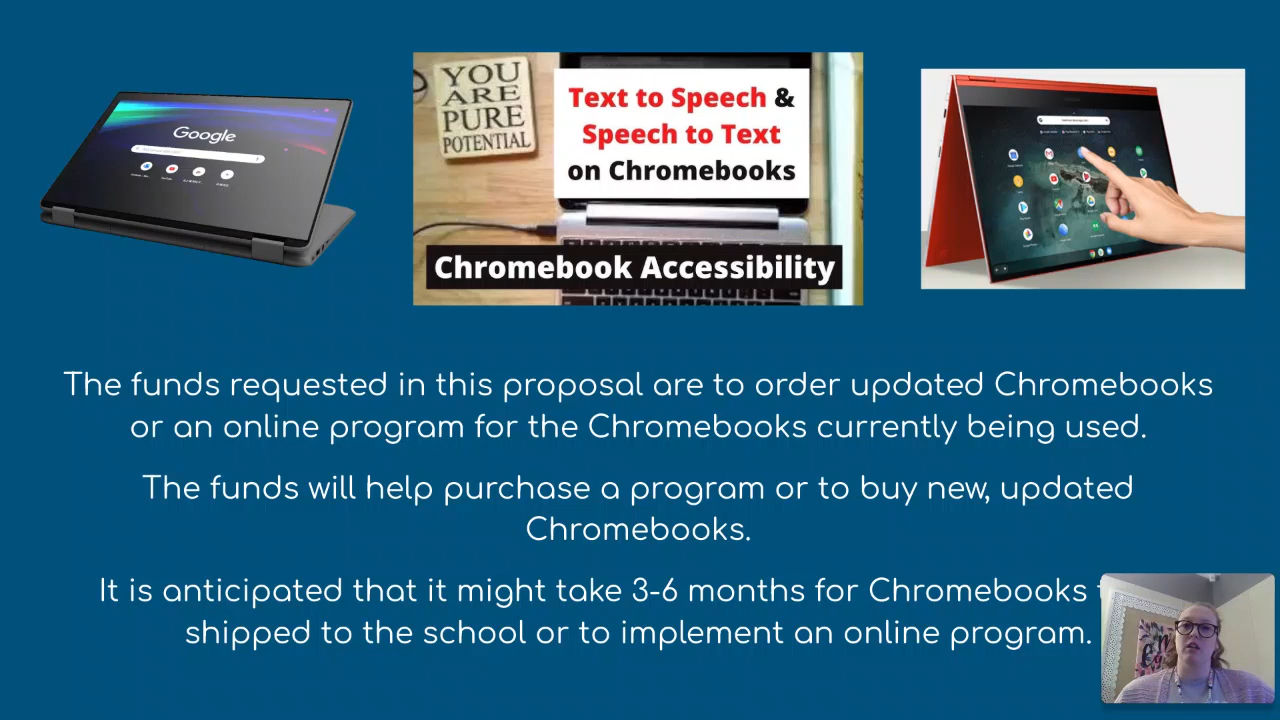 Google
YOU
ARE
PURE
POTENTIAL
Text to Speech &
Speech to Text
on Chromebooks
Chromebook Accessibility
The funds requested in this proposal are to order updated Chromebooks
or an online program for the Chromebooks currently being used.
The funds will help purchase a program or to buy new, updated
Chromebooks.
It is anticipated that it might take 3-6 months for Chromebooks
shipped to the school or to implement an online program.